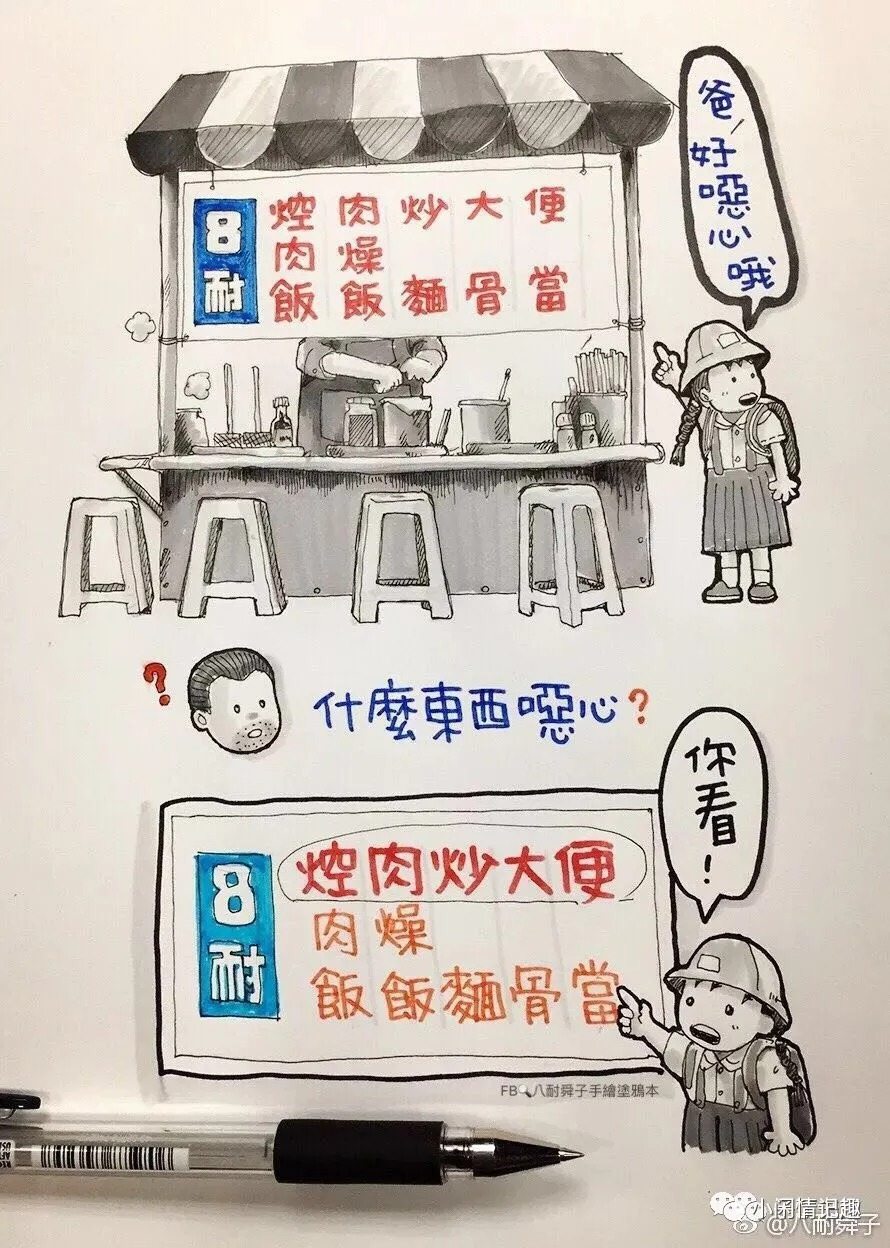 爸
好噁心哦
8耐
焢肉炒大便
肉燥
飯飯麵骨當
什麼東西噁心?
你看!
8耐
焢肉炒大便
肉燥
飯飯麵骨當
FB🔍八耐舜子手繪塗鴉本
小闲情记趣
@八耐舜子